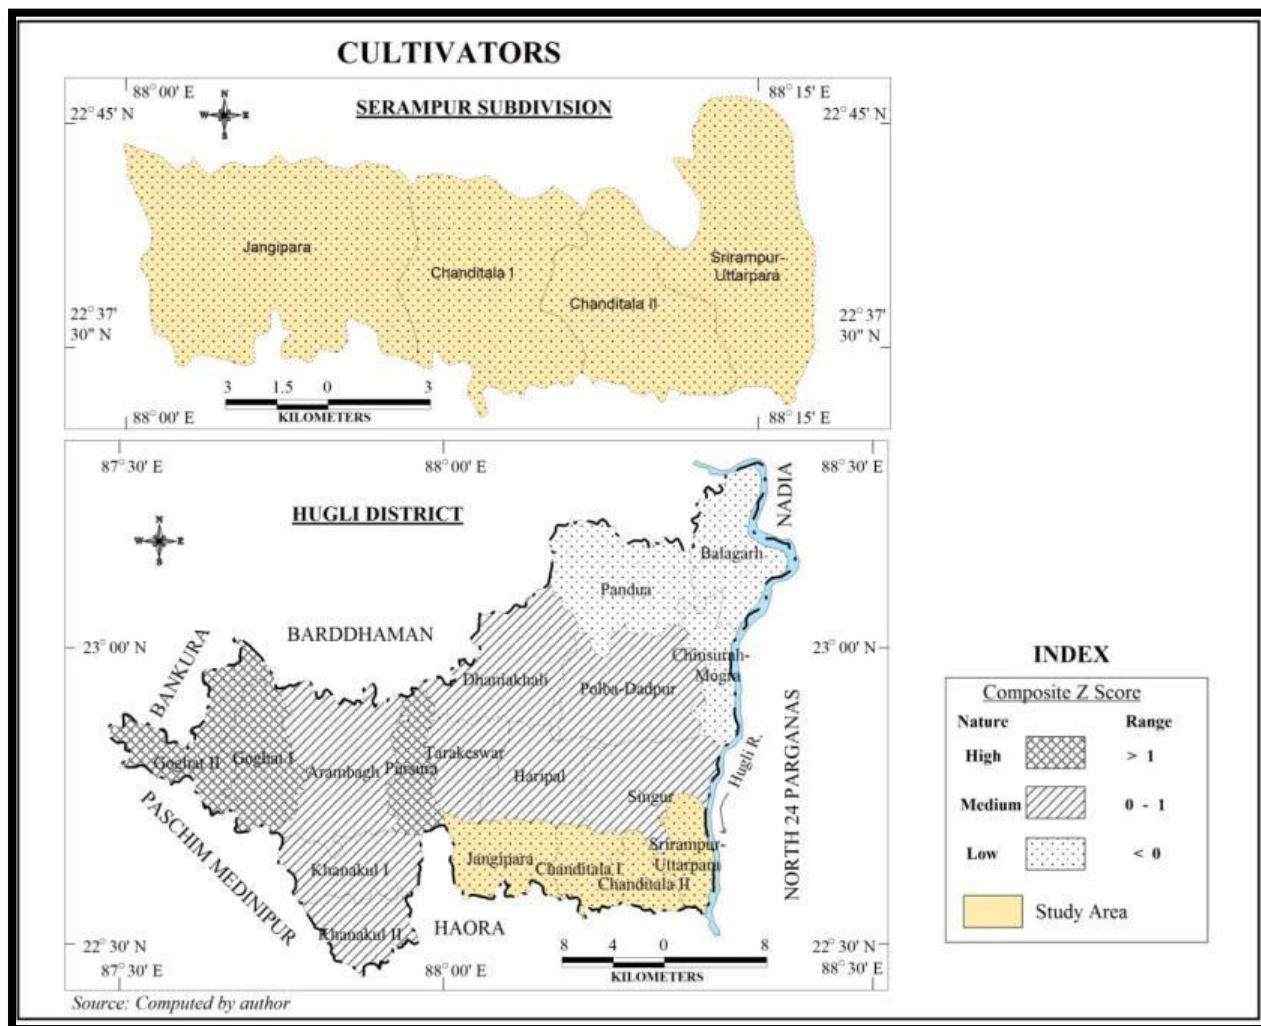 CULTIVATORS
88° 00' E
88° 15' E
22° 45' N
N
W E
S
SERAMPUR SUBDIVISION
22° 45' N
Jangipara
Chanditala I
Chanditala II
Srirampur-
Uttarpara
22° 37'
30" N
22° 37'
30" N
3 1.5 0 3
KILOMETERS
88° 00' E
88° 15' E
87° 30' E
88° 00' E
88° 30' E
HUGLI DISTRICT
N
W E
S
NADIA
Balagarh
Pandua
BARDDHAMAN
BANKURA
23° 00' N
23° 00' N
Chinsurah-
Mogra
Dhaniakhali
Polba-Dadpur
Goghat II
Goghat I
Arambagh
Pursura
Tarakeswar
Haripal
Singur
Hugli R.
NORTH 24 PARGANAS
PASCHIM MEDINIPUR
Jangipara
Chanditala I
Chanditala II
Srirampur-
Uttarpara
Khanakul I
Khanakul II
HAORA
22° 30' N
87° 30' E
88° 00' E
22° 30' N
88° 30' E
8 4 0 8
KILOMETERS
Source: Computed by author
INDEX
Composite Z Score
Nature Range
High > 1
Medium 0 - 1
Low < 0
Study Area